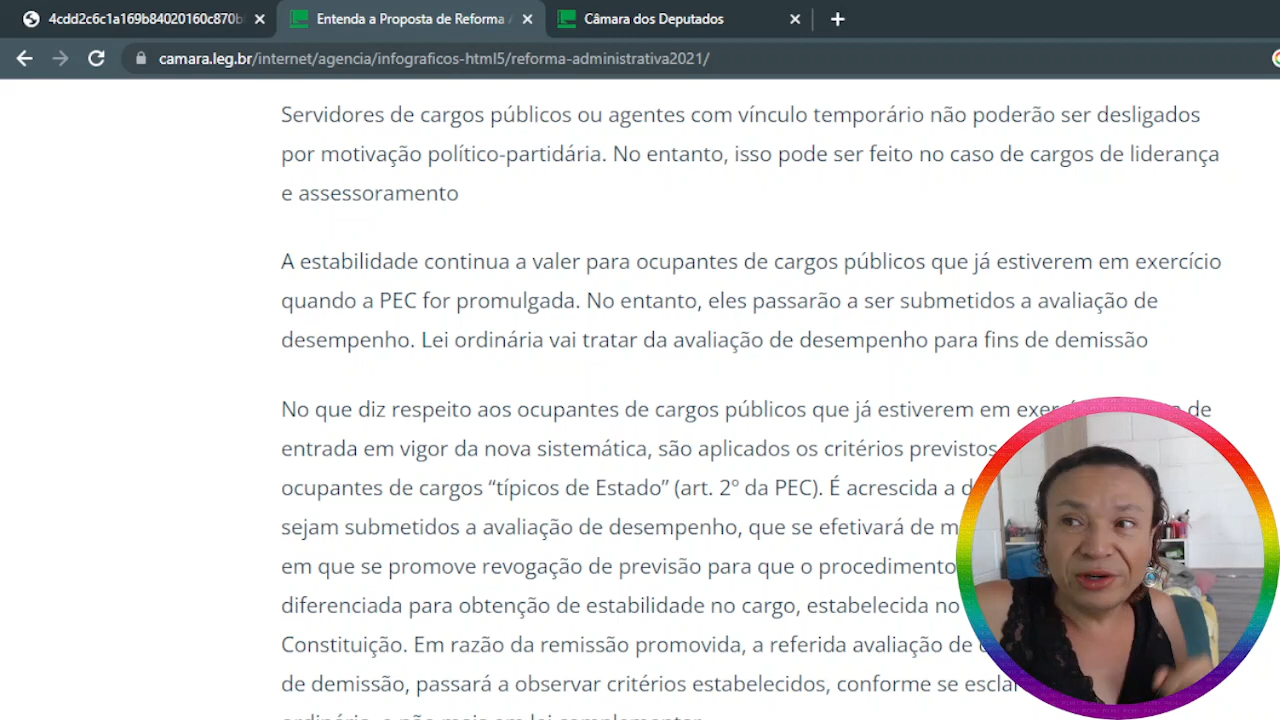 4cdd2c6c1a169b84020160c870b
Entenda a Proposta de Reforma
Câmara dos Deputados
camara.leg.br/internet/agencia/infograficos-html5/reforma-administrativa2021/
Servidores de cargos públicos ou agentes com vínculo temporário não poderão ser desligados
por motivação político-partidária. No entanto, isso pode ser feito no caso de cargos de liderança
e assessoramento
A estabilidade continua a valer para ocupantes de cargos públicos que já estiverem em exercício
quando a PEC for promulgada. No entanto, eles passarão a ser submetidos a avaliação de
desempenho. Lei ordinária vai tratar da avaliação de desempenho para fins de demissão
No que diz respeito aos ocupantes de cargos públicos que já estiverem em de
entrada em vigor da nova sistemática, são aplicados os critérios previstos
ocupantes de cargos “típicos de Estado” (art. 2º da PEC). É acrescida a
sejam submetidos a avaliação de desempenho, que se efetivará de
em que se promove revogação de previsão para que o procedimento
diferenciada para obtenção de estabilidade no cargo, estabelecida no
Constituição. Em razão da remissão promovida, a referida avaliação de
de demissão, passará a observar critérios estabelecidos, conforme se
ordinária, e não mais em lei complementar